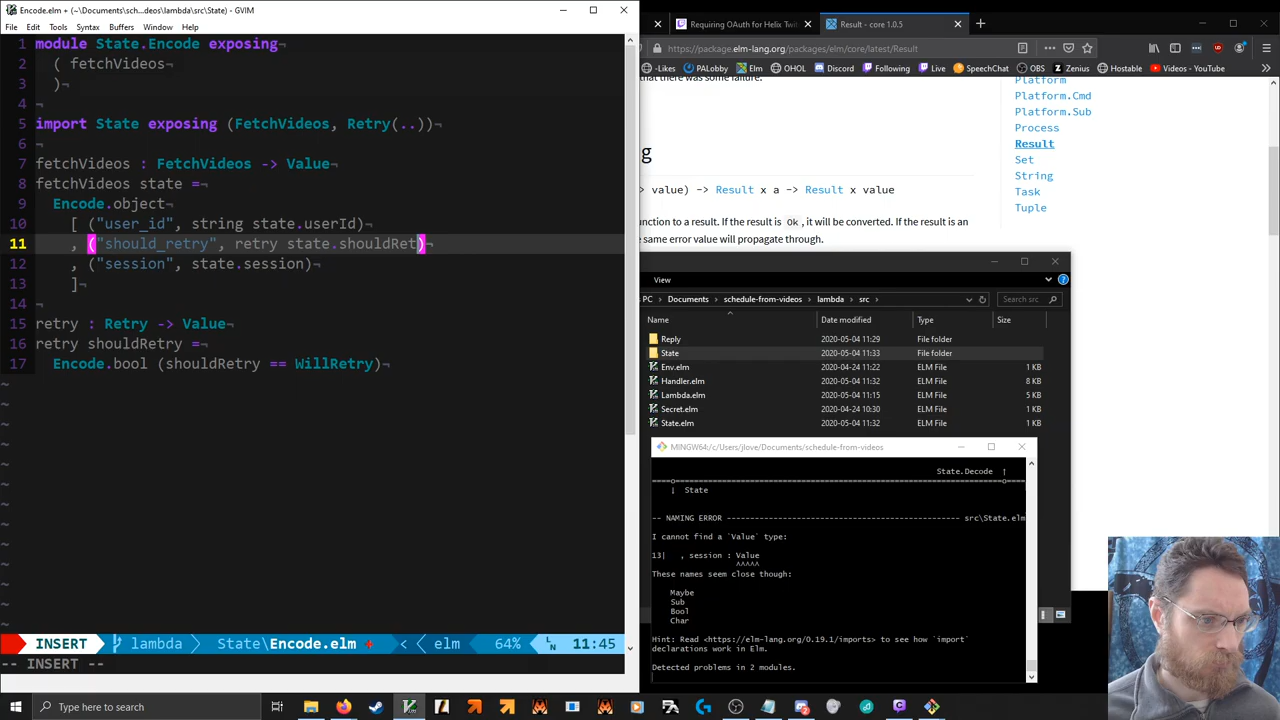 Encode.elm + (~\Documents\sch...deos\lambda\src\State) - GVIM
File Edit Tools Syntax Buffers Window Help
1 module State.Encode exposing¬
2 ( fetchVideos¬
3 )¬
4 ¬
5 import State exposing (FetchVideos, Retry(..))¬
6 ¬
7 fetchVideos : FetchVideos -> Value¬
8 fetchVideos state =¬
9 Encode.object¬
10 [ ("user_id", string state.userId)¬
11 , ("should_retry", retry state.shouldRet)¬
12 , ("session", state.session)¬
13 ]¬
14 ¬
15 retry : Retry -> Value¬
16 retry shouldRetry =¬
17 Encode.bool (shouldRetry == WillRetry)¬
~
~
~
~
~
~
~
~
~
~
~
~
~
INSERT lambda State\Encode.elm + < elm 64% LN 11:45
-- INSERT --
Requiring OAuth for Helix Twi
Result - core 1.0.5
https://package.elm-lang.org/packages/elm/core/latest/Result
-Likes PALobby Elm OHOL Discord Following Live SpeechChat OBS Zenius Hostable Videos - YouTube
that there was some failure.
g
> value) -> Result x a -> Result x value
nction to a result. If the result is Ok, it will be converted. If the result is an
same error value will propagate through.
Platform
Platform.Cmd
Platform.Sub
Process
Result
Set
String
Task
Tuple
View
PC > Documents > schedule-from-videos > lambda > src >
Search src
Name Date modified Type Size
Reply 2020-05-04 11:29 File folder
State 2020-05-04 11:33 File folder
Env.elm 2020-04-24 11:22 ELM File 1 KB
Handler.elm 2020-05-04 11:32 ELM File 8 KB
Lambda.elm 2020-05-04 11:15 ELM File 5 KB
Secret.elm 2020-04-24 10:30 ELM File 1 KB
State.elm 2020-05-04 11:32 ELM File 1 KB
MINGW64:/c/Users/jlove/Documents/schedule-from-videos
State.Decode ↑
====o======================================================o====
↓ State
-- NAMING ERROR ------------------------------------------- src\State.elm
I cannot find a `Value` type:
13| , session : Value
^^^^^
These names seem close though:
Maybe
Sub
Bool
Char
Hint: Read <https://elm-lang.org/0.19.1/imports> to see how `import`
declarations work in Elm.
Detected problems in 2 modules.
Type here to search